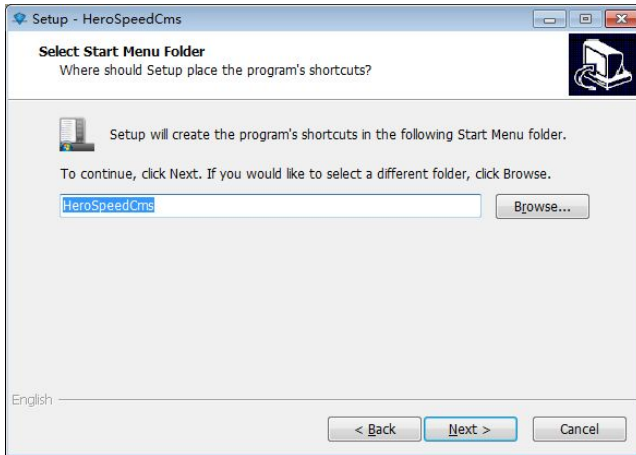 Setup - HeroSpeedCms
Select Start Menu Folder
Where should Setup place the program's shortcuts?
Setup will create the program's shortcuts in the following Start Menu folder.
To continue, click Next. If you would like to select a different folder, click Browse.
HeroSpeedCms
Browse...
English
< Back
Next >
Cancel